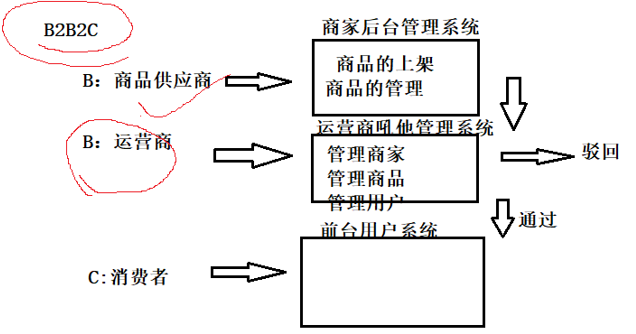 B2B2C
商家后台管理系统
B：商品供应商
商品的上架
商品的管理
运营商吼他管理系统
B：运营商
管理商家
管理商品
管理用户
驳回
通过
前台用户系统
C:消费者